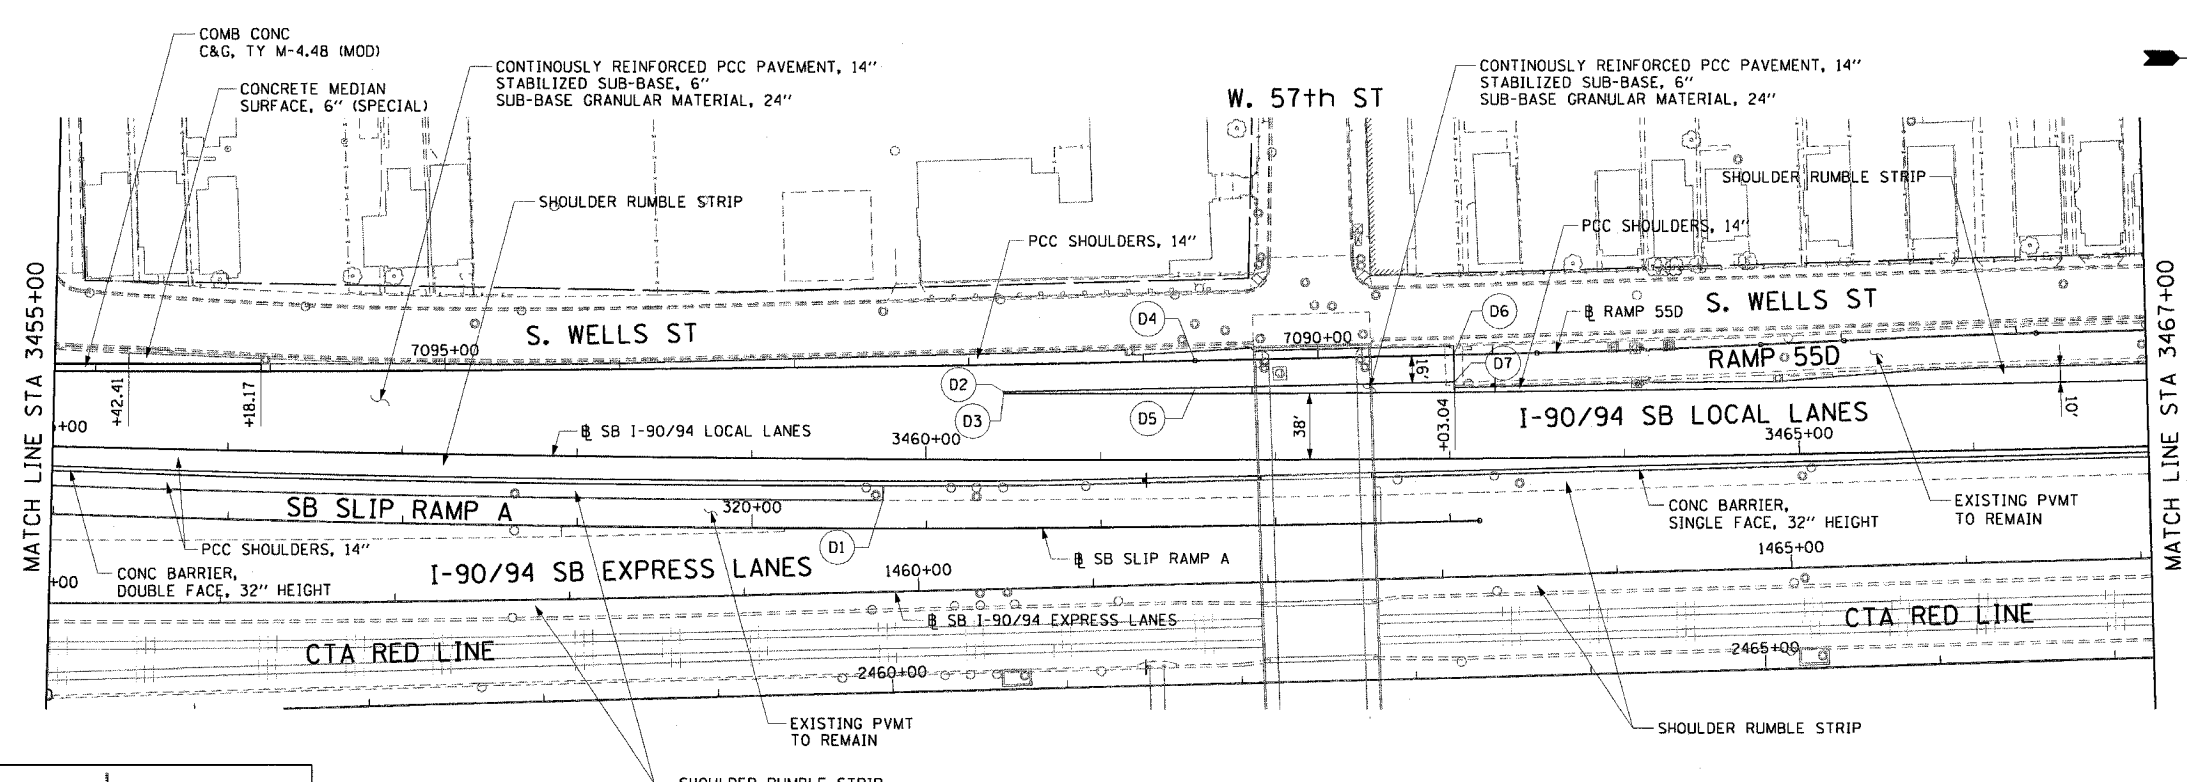 COMB CONC
C&G, TY M-4.48 (MOD)
CONCRETE MEDIAN
SURFACE, 6" (SPECIAL)
CONTINOUSLY REINFORCED PCC PAVEMENT, 14"
STABILIZED SUB-BASE, 6"
SUB-BASE GRANULAR MATERIAL, 24"
W. 57th ST
CONTINOUSLY REINFORCED PCC PAVEMENT, 14"
STABILIZED SUB-BASE, 6"
SUB-BASE GRANULAR MATERIAL, 24"
SHOULDER RUMBLE STRIP
SHOULDER RUMBLE STRIP
PCC SHOULDERS, 14"
PCC SHOULDERS, 14"
MATCH LINE STA 3455+00
MATCH LINE STA 3467+00
S. WELLS ST
7095+00
D4
7090+00
D6
℄ RAMP 55D
S. WELLS ST
RAMP 55D
D7
16'
D2
D3
D5
+42.41
+18.17
+03.04
38'
10'
I-90/94 SB LOCAL LANES
+00
℄ SB I-90/94 LOCAL LANES
3460+00
3465+00
SB SLIP RAMP A
320+00
D1
PCC SHOULDERS, 14"
CONC BARRIER,
DOUBLE FACE, 32" HEIGHT
+00
I-90/94 SB EXPRESS LANES
1460+00
℄ SB SLIP RAMP A
CONC BARRIER,
SINGLE FACE, 32" HEIGHT
EXISTING PVMT
TO REMAIN
1465+00
℄ SB I-90/94 EXPRESS LANES
CTA RED LINE
CTA RED LINE
2460+00
2465+00
EXISTING PVMT
TO REMAIN
SHOULDER RUMBLE STRIP
SHOULDER RUMBLE STRIP